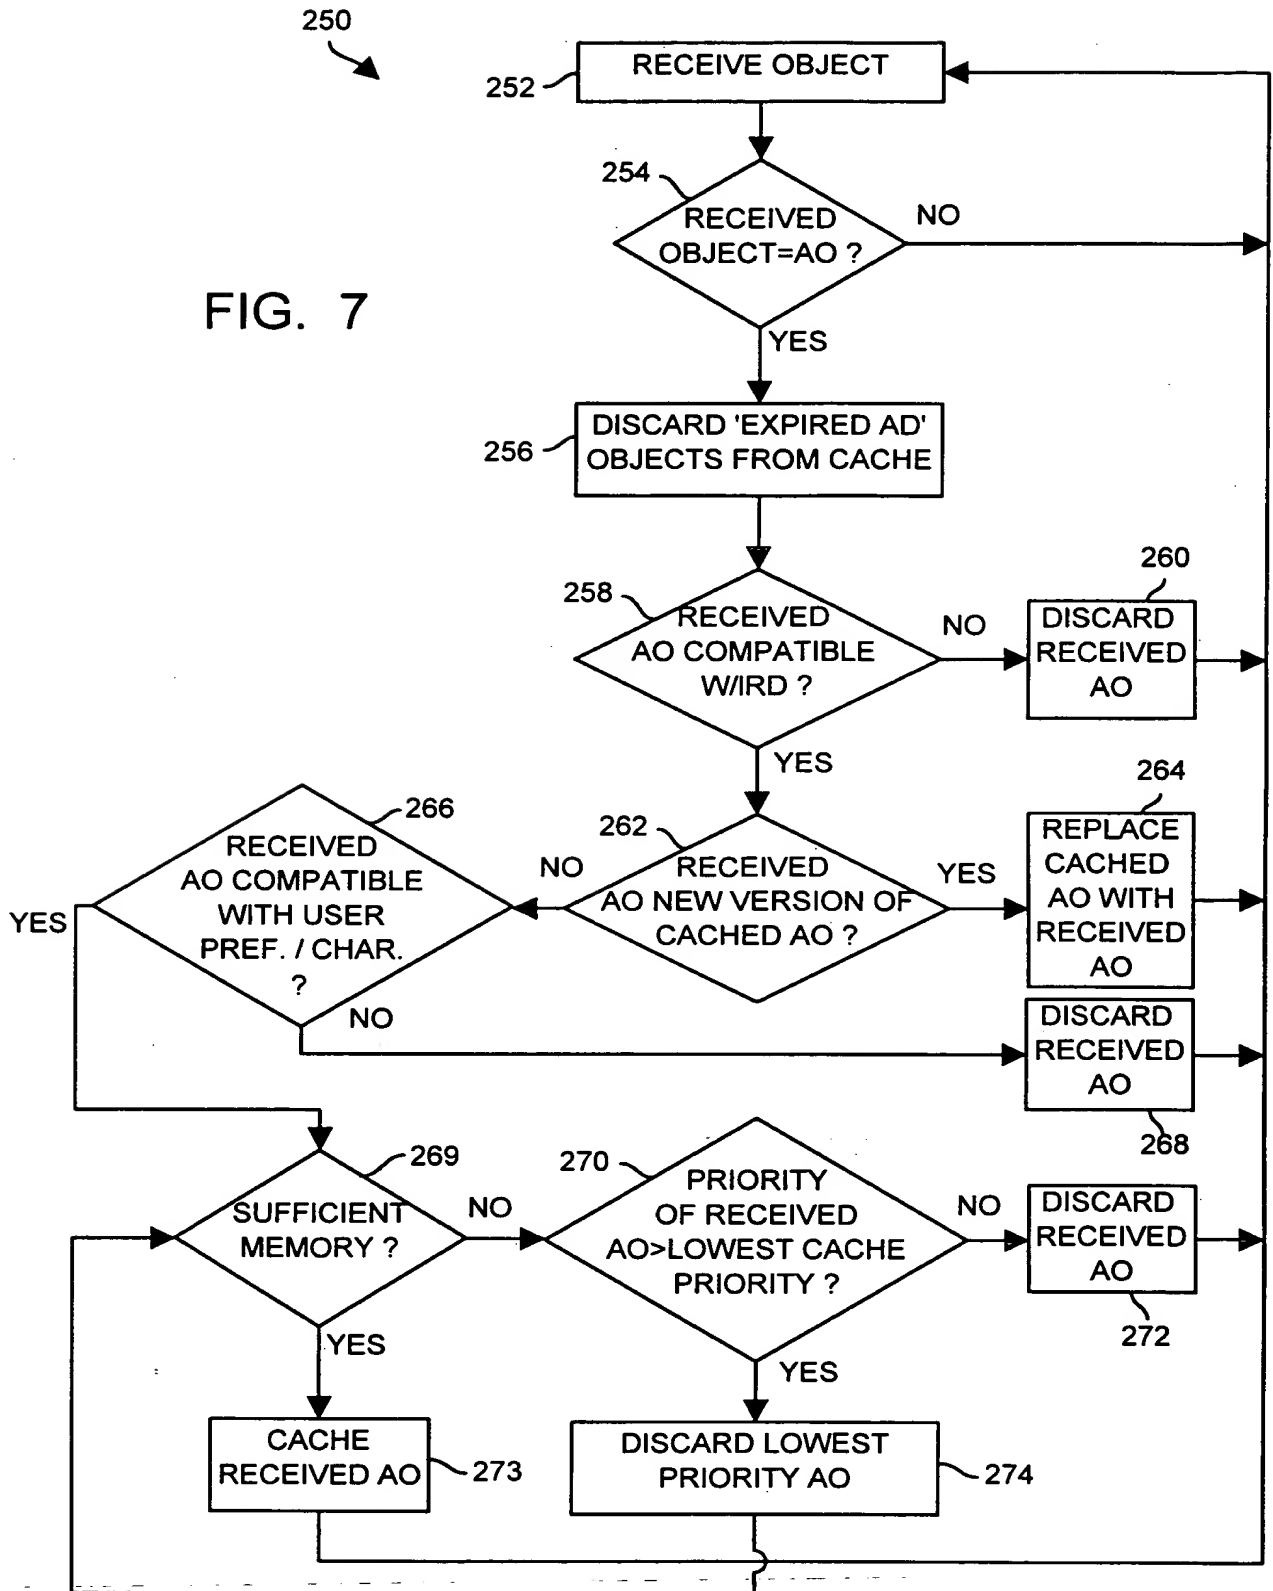 250
RECEIVE OBJECT
252
254
RECEIVED
OBJECT=AO ?
NO
FIG. 7
YES
DISCARD 'EXPIRED AD'
OBJECTS FROM CACHE
256
258
RECEIVED
AO COMPATIBLE
W/IRD ?
NO
260
DISCARD
RECEIVED
AO
YES
266
RECEIVED
AO COMPATIBLE
WITH USER
PREF. / CHAR.
?
YES
NO
262
RECEIVED
AO NEW VERSION OF
CACHED AO ?
NO
YES
264
REPLACE
CACHED
AO WITH
RECEIVED
AO
DISCARD
RECEIVED
AO
268
269
SUFFICIENT
MEMORY ?
NO
YES
270
PRIORITY
OF RECEIVED
AO>LOWEST CACHE
PRIORITY ?
NO
DISCARD
RECEIVED
AO
272
YES
CACHE
RECEIVED AO
273
DISCARD LOWEST
PRIORITY AO
274